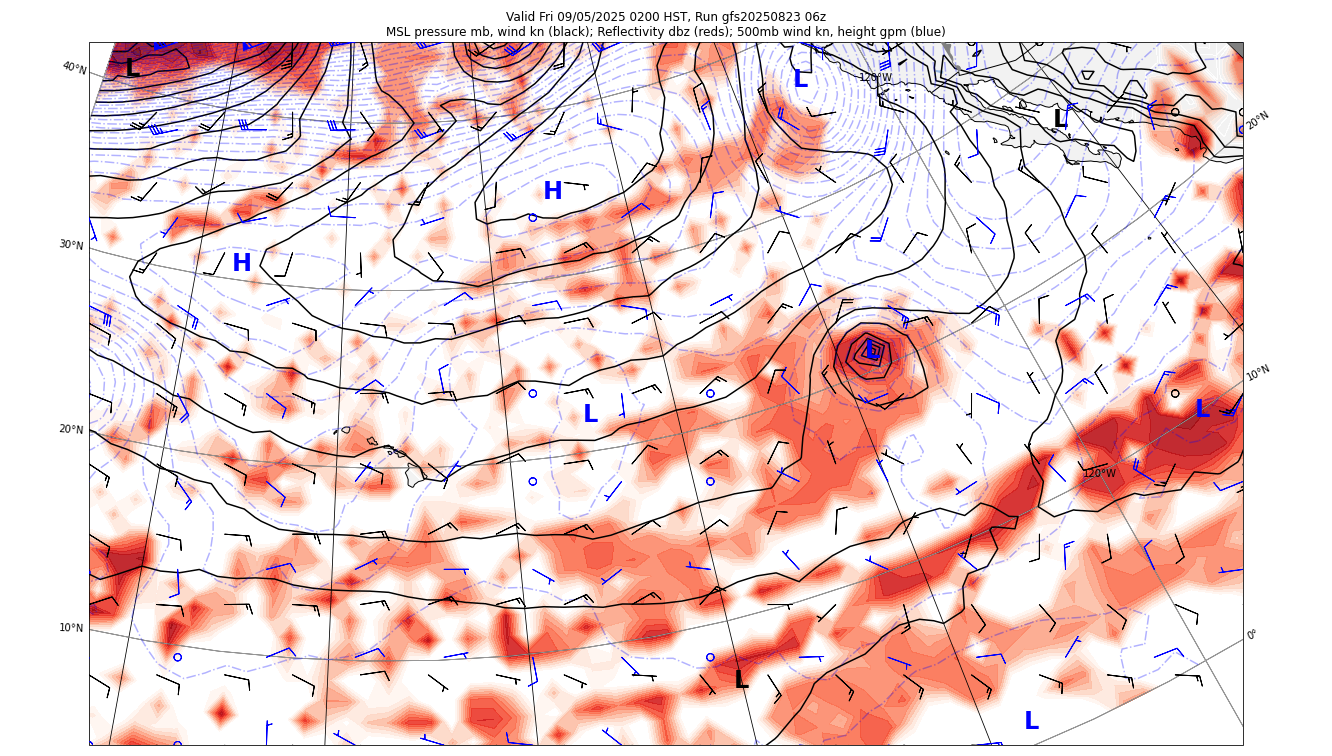 Valid Fri 09/05/2025 0200 HST, Run gfs20250823 06z
MSL pressure mb, wind kn (black); Reflectivity dbz (reds); 500mb wind kn, height gpm (blue)
40°N
L
L
120°W
L
20°N
H
30°N
H
L
10°N
L
L
20°N
120°W
10°N
0°
L
L